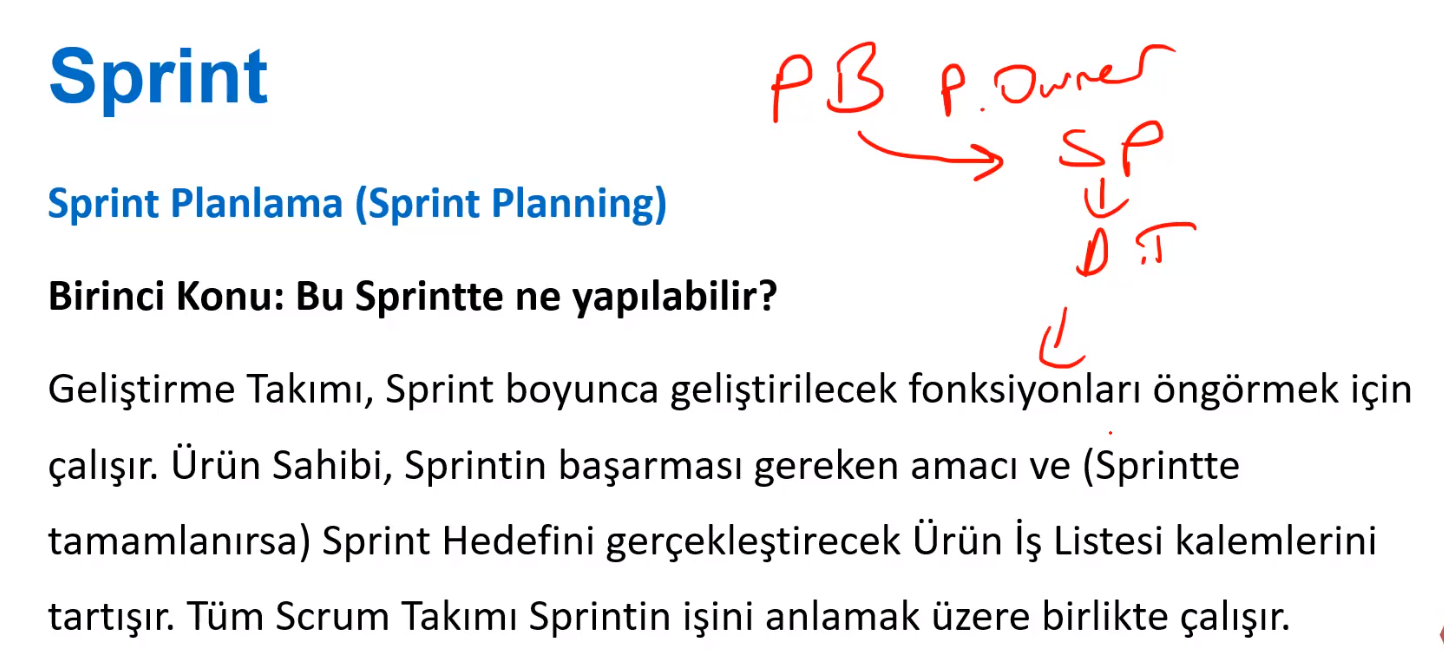 Sprint
PB P. Owner
SP
D.T
Sprint Planlama (Sprint Planning)
Birinci Konu: Bu Sprintte ne yapılabilir?
Geliştirme Takımı, Sprint boyunca geliştirilecek fonksiyonları öngörmek için
çalışır. Ürün Sahibi, Sprintin başarması gereken amacı ve (Sprintte
tamamlanırsa) Sprint Hedefini gerçekleştirecek Ürün İş Listesi kalemlerini
tartışır. Tüm Scrum Takımı Sprintin işini anlamak üzere birlikte çalışır.